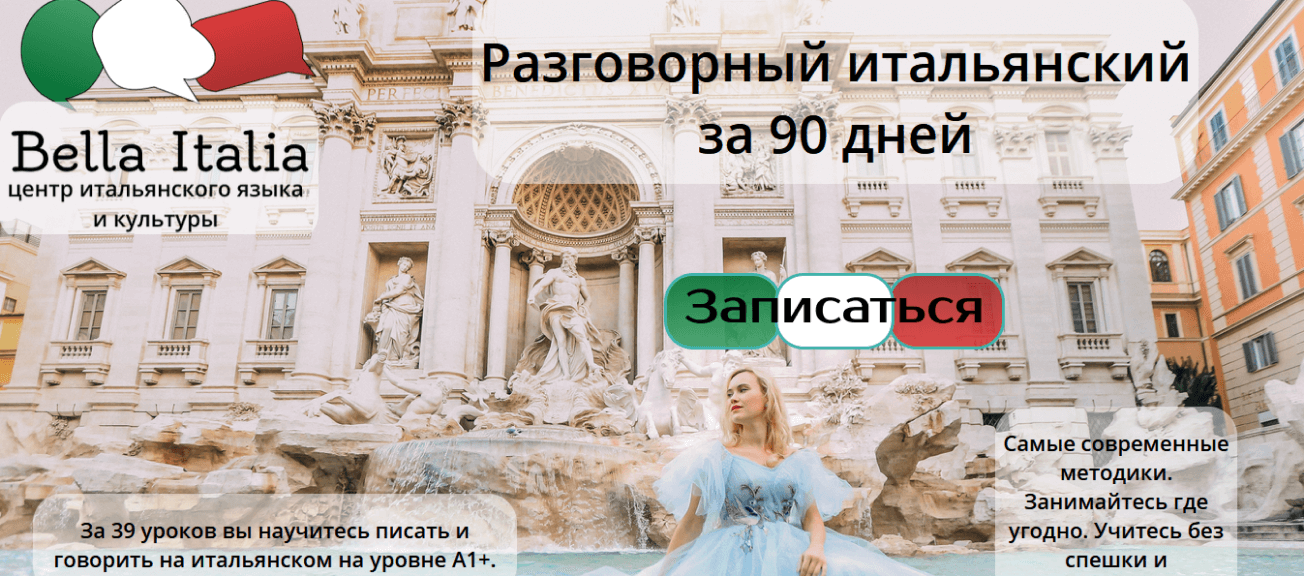 Bella Italia
центр итальянского языка
и культуры
Разговорный итальянский
за 90 дней
Записаться
За 39 уроков вы научитесь писать и
говорить на итальянском на уровне А1+.
Самые современные
методики.
Занимайтесь где
угодно. Учитесь без
спешки и